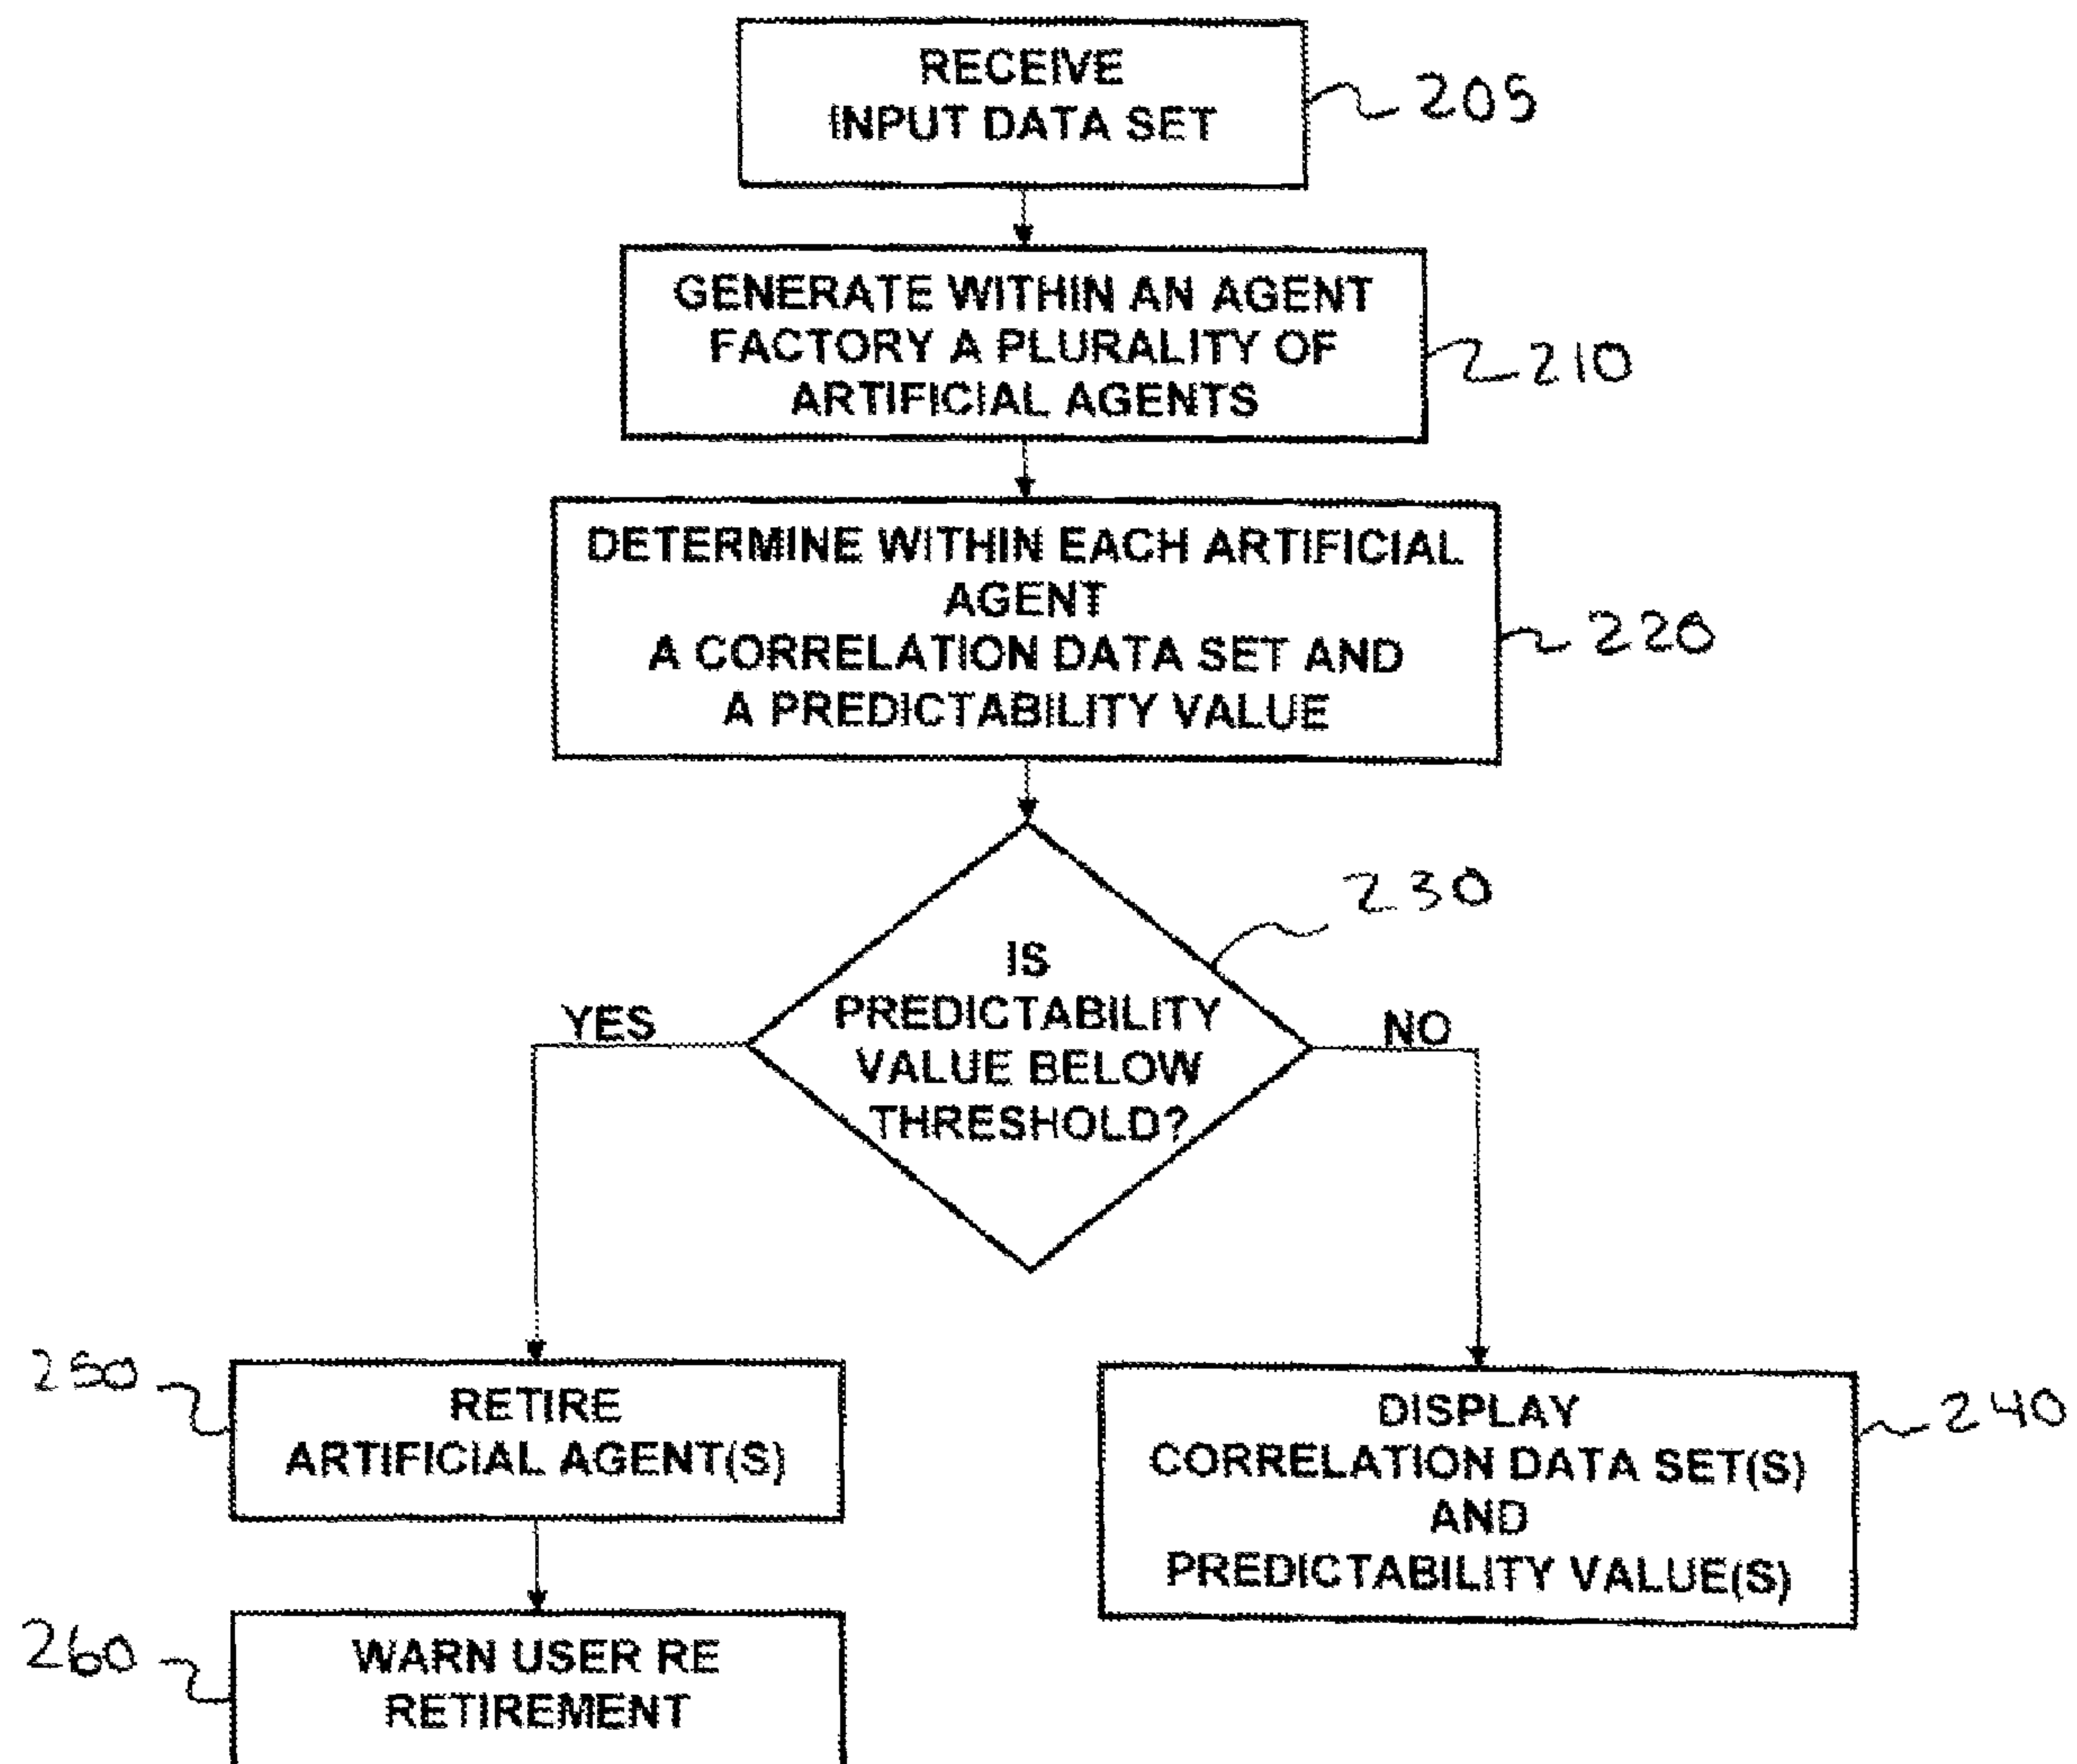 RECEIVE
INPUT DATA SET
205
GENERATE WITHIN AN AGENT
FACTORY A PLURALITY OF
ARTIFICIAL AGENTS
210
DETERMINE WITHIN EACH ARTIFICIAL
AGENT
A CORRELATION DATA SET AND
A PREDICTABILITY VALUE
220
230
IS
PREDICTABILITY
VALUE BELOW
THRESHOLD?
YES
NO
250
RETIRE
ARTIFICIAL AGENT(S)
DISPLAY
CORRELATION DATA SET(S)
AND
PREDICTABILITY VALUE(S)
240
260
WARN USER RE
RETIREMENT